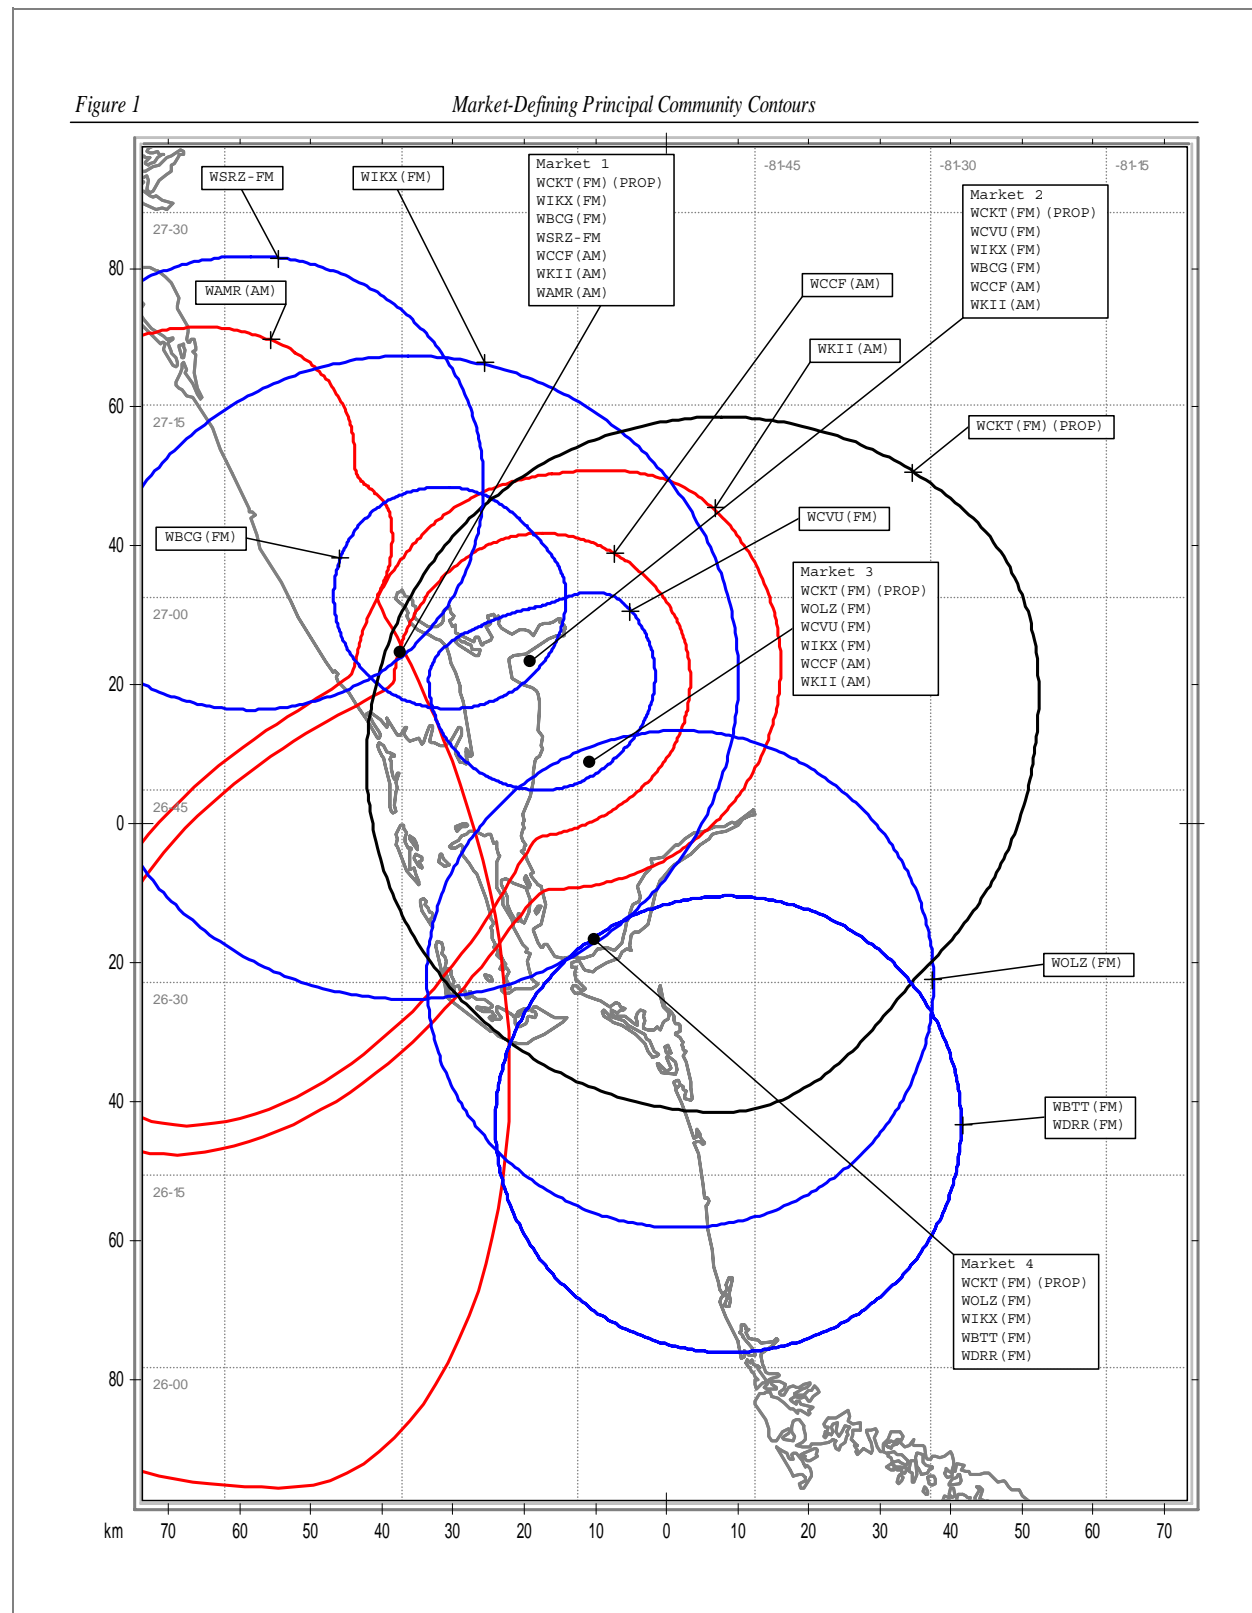 Figure 1
Market-Defining Principal Community Contours
WSRZ-FM
WIKX(FM)
Market 1
WCKT(FM)(PROP)
WIKX(FM)
WBCG(FM)
WSRZ-FM
WCCF(AM)
WKII(AM)
WAMR(AM)
-81-45
-81-30
-81-15
Market 2
WCKT(FM)(PROP)
WCVU(FM)
WIKX(FM)
WBCG(FM)
WCCF(AM)
WKII(AM)
27-30
80
WAMR(AM)
WCCF(AM)
WKII(AM)
60
27-15
WCKT(FM)(PROP)
WCVU(FM)
WBCG(FM)
40
Market 3
WCKT(FM)(PROP)
WOLZ(FM)
WCVU(FM)
WIKX(FM)
WCCF(AM)
WKII(AM)
27-00
20
26-45
0
20
WOLZ(FM)
26-30
40
WBTT(FM)
WDRR(FM)
26-15
60
Market 4
WCKT(FM)(PROP)
WOLZ(FM)
WIKX(FM)
WBTT(FM)
WDRR(FM)
80
26-00
km 70 60 50 40 30 20 10 0 10 20 30 40 50 60 70